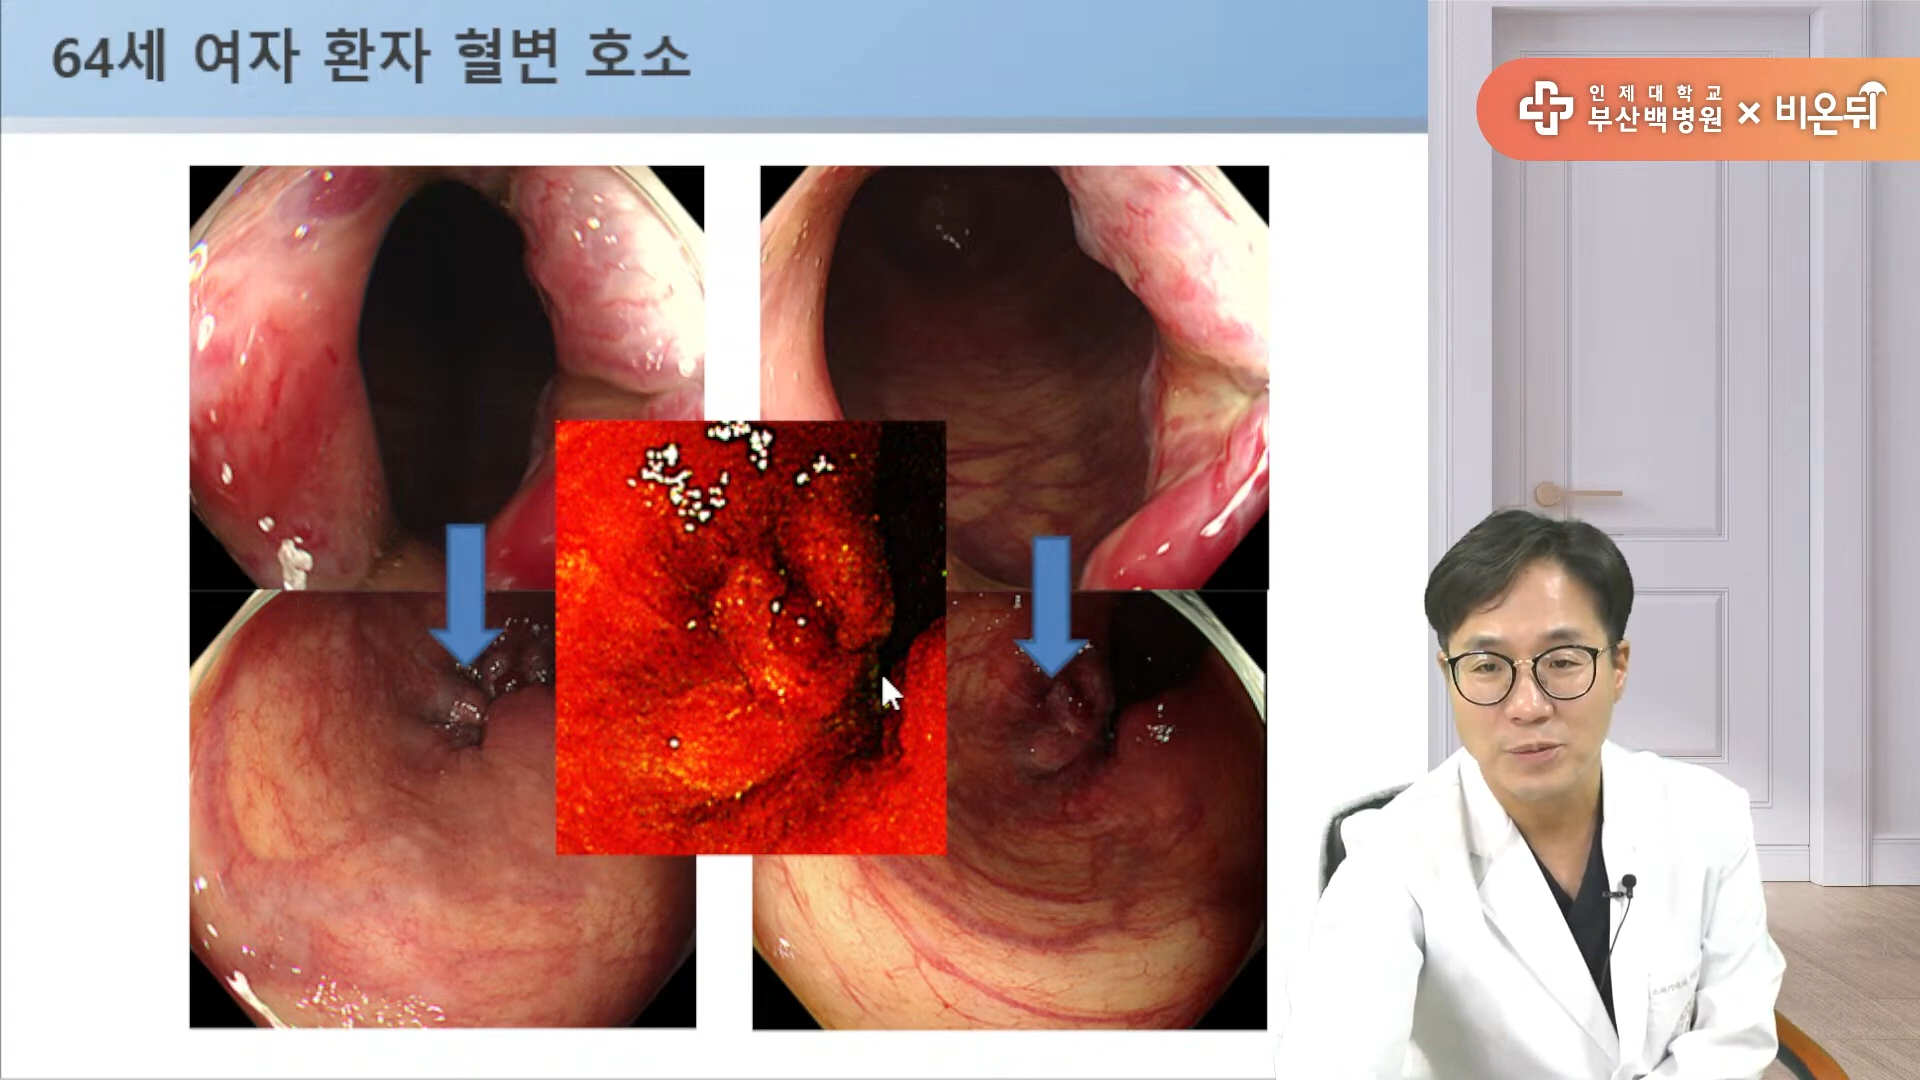 64세 여자 환자 혈변 호소
인제대학교
부산백병원 × 비온뒤